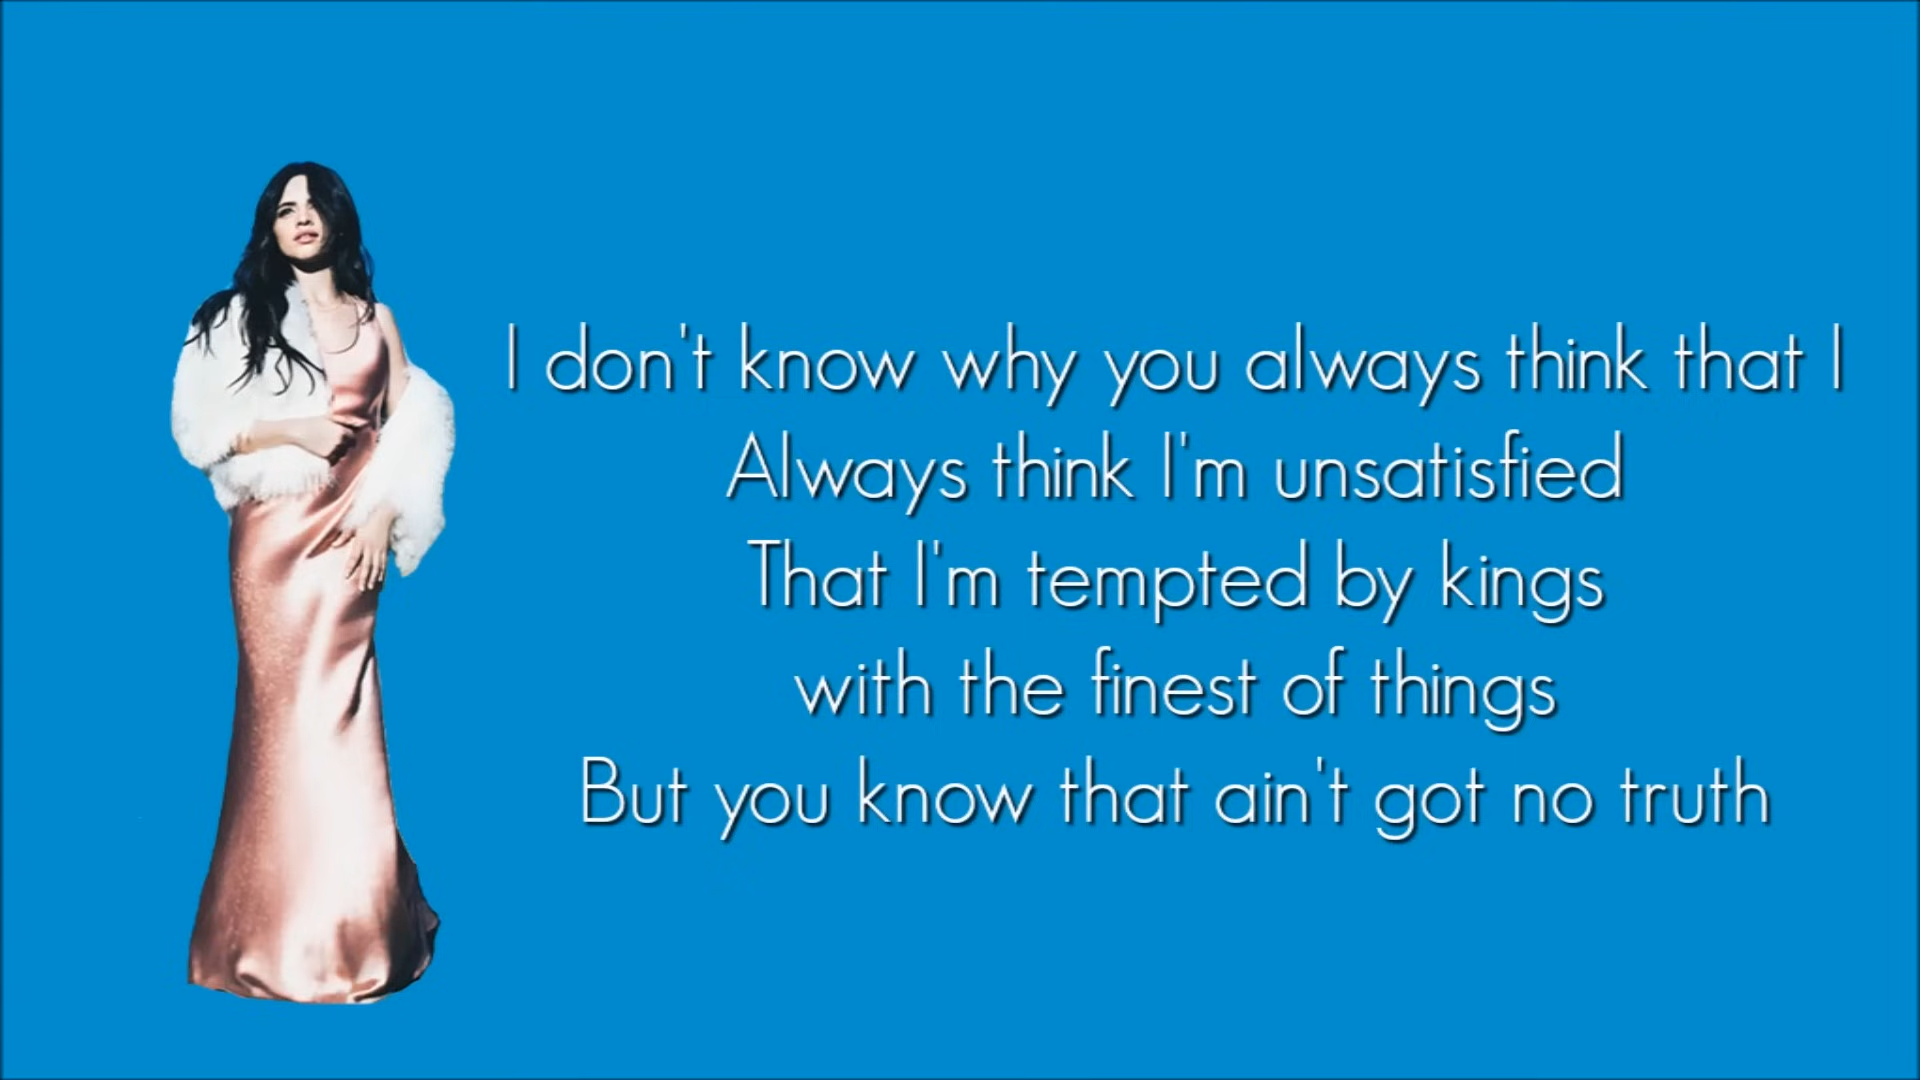 I don't know why you always think that I
Always think I'm unsatisfied
That I'm tempted by kings
with the finest of things
But you know that ain't got no truth